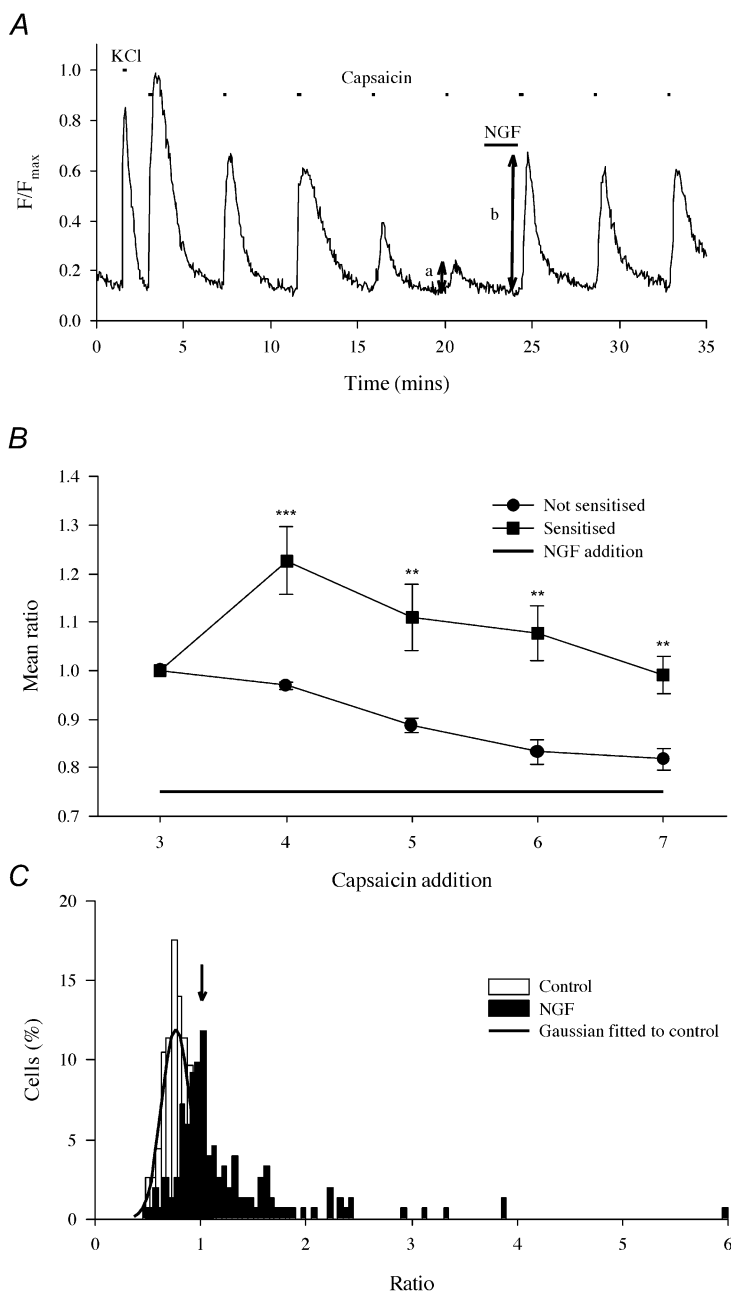 A
KCl
Capsaicin
NGF
b
a
1.0
0.8
0.6
0.4
0.2
0.0
F/Fmax
0 5 10 15 20 25 30 35
Time (mins)
B
1.4
1.3
1.2
1.1
1.0
0.9
0.8
0.7
Mean ratio
Not sensitised
Sensitised
NGF addition
***
**
**
**
3 4 5 6 7
Capsaicin addition
C
20
15
10
5
0
Cells (%)
Control
NGF
Gaussian fitted to control
0 1 2 3 4 5 6
Ratio